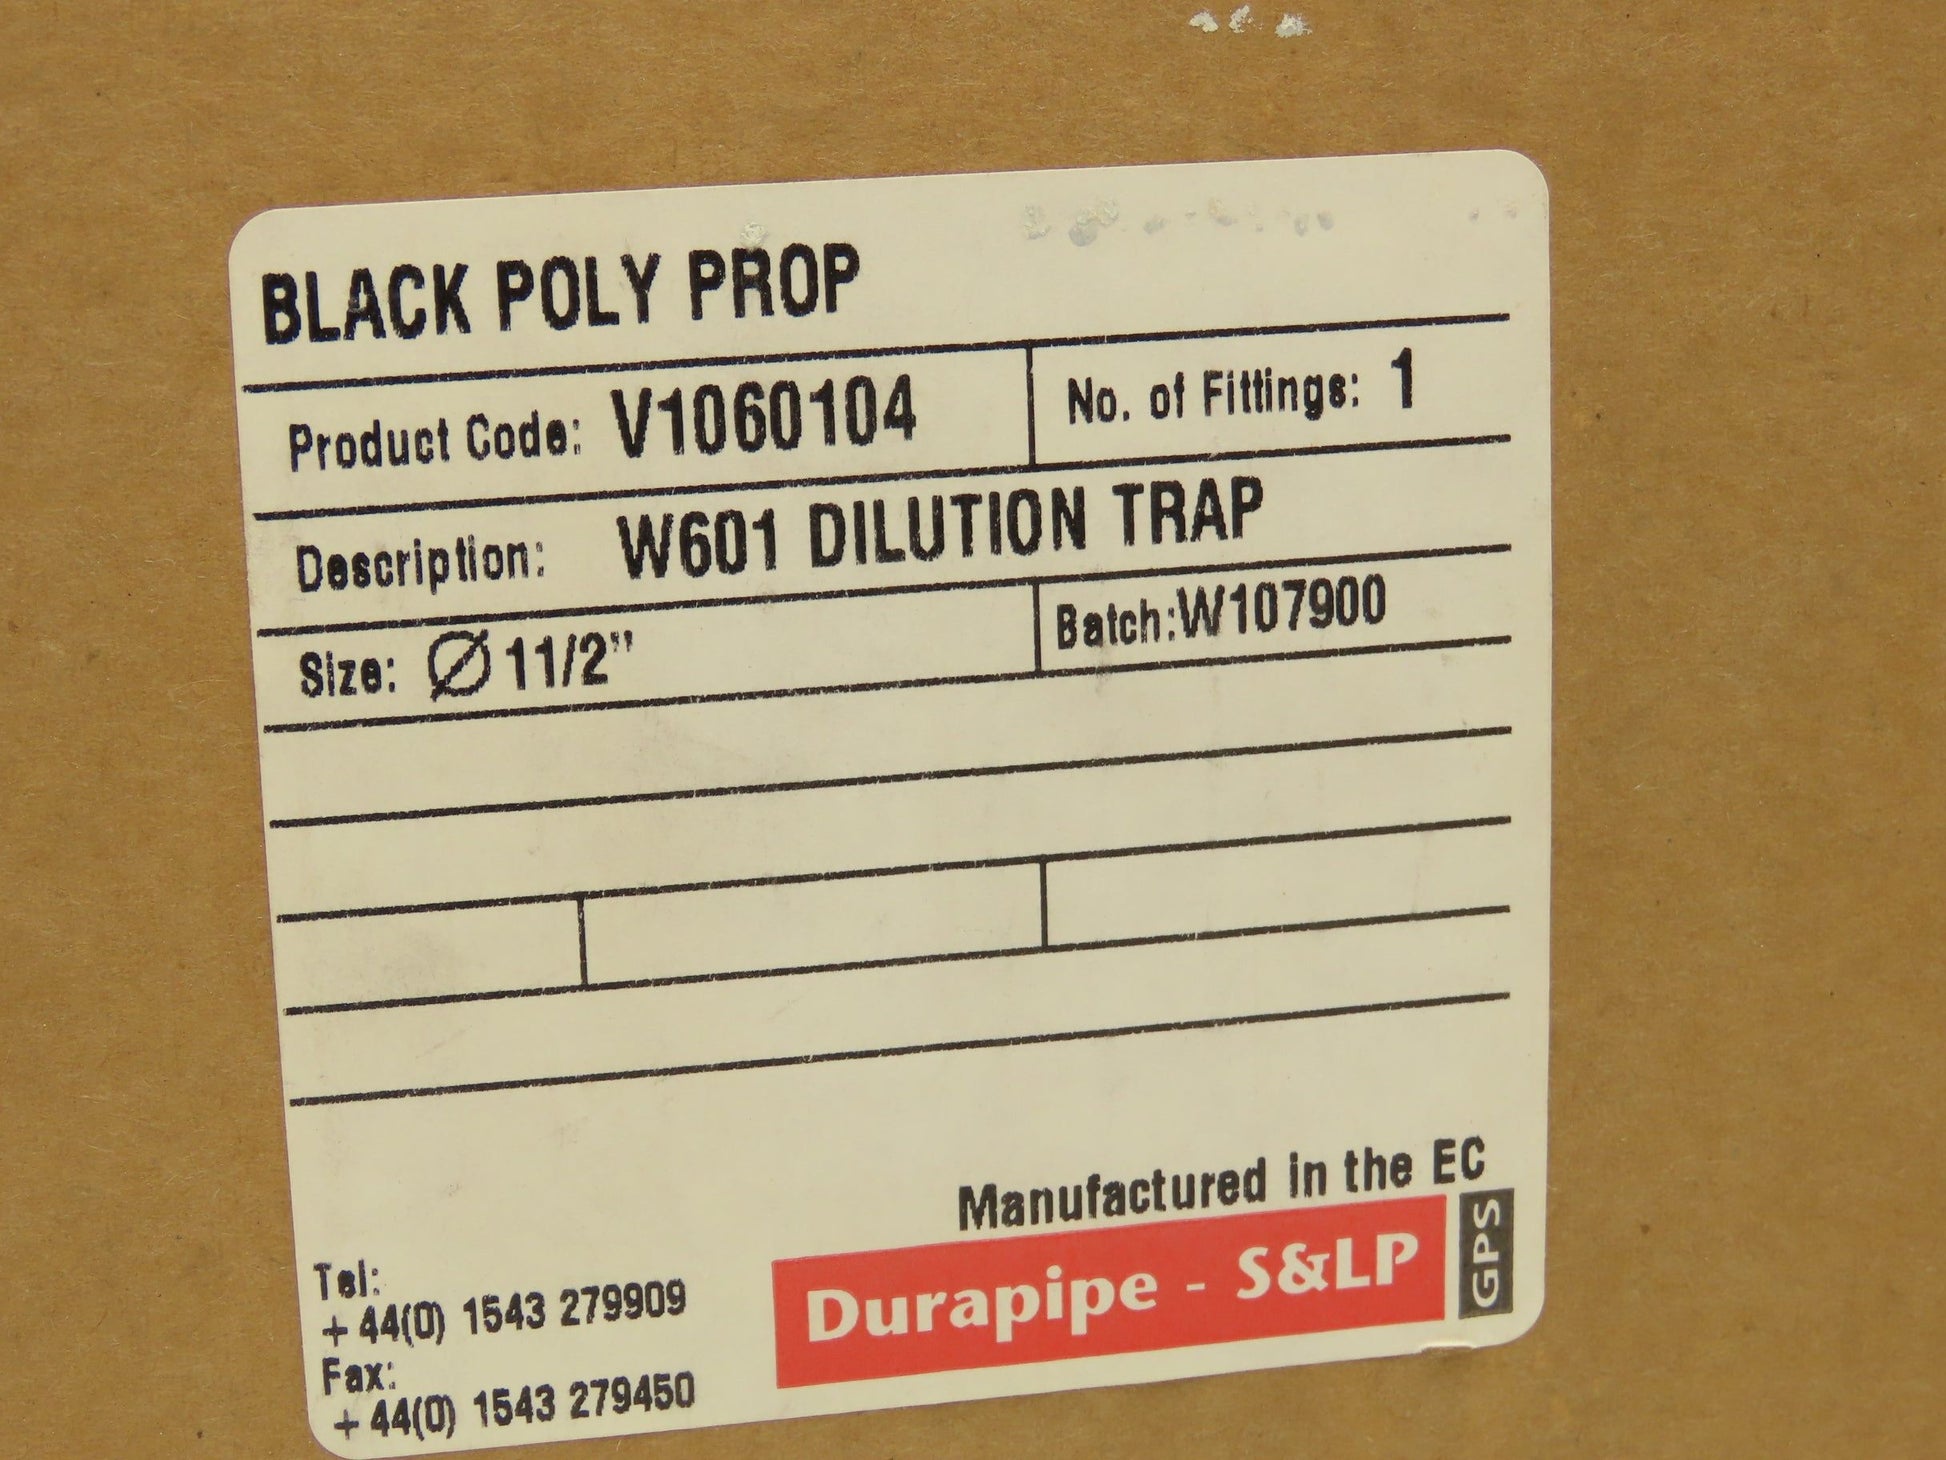 BLACK POLY PROP
Product Code: V1060104
No. of Fittings: 1
Description: W601 DILUTION TRAP
Size: Ø 11/2"
Batch:W107900
Manufactured in the EC
Durapipe - S&LP
GPS
Tel:
+ 44(0) 1543 279909
Fax:
+ 44(0) 1543 279450